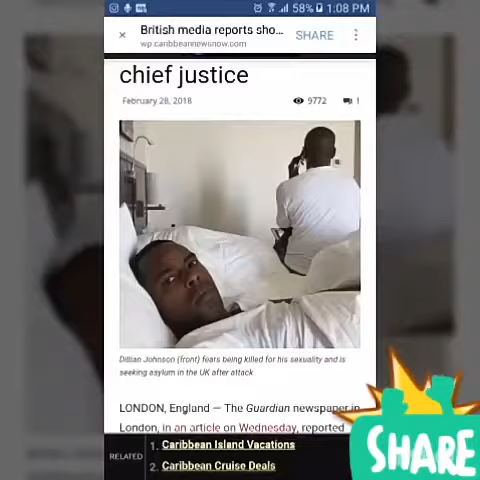 58% 1:08 PM
British media reports sho...
SHARE
wp.caribbeannewsnow.com
chief justice
February 28, 2018
9772
1
Dillian Johnson (front) fears being killed for his sexuality and is
seeking asylum in the UK after attack
LONDON, England — The Guardian newspaper in
London, in an article on Wednesday, reported
RELATED
1. Caribbean Island Vacations
2. Caribbean Cruise Deals
SHARE